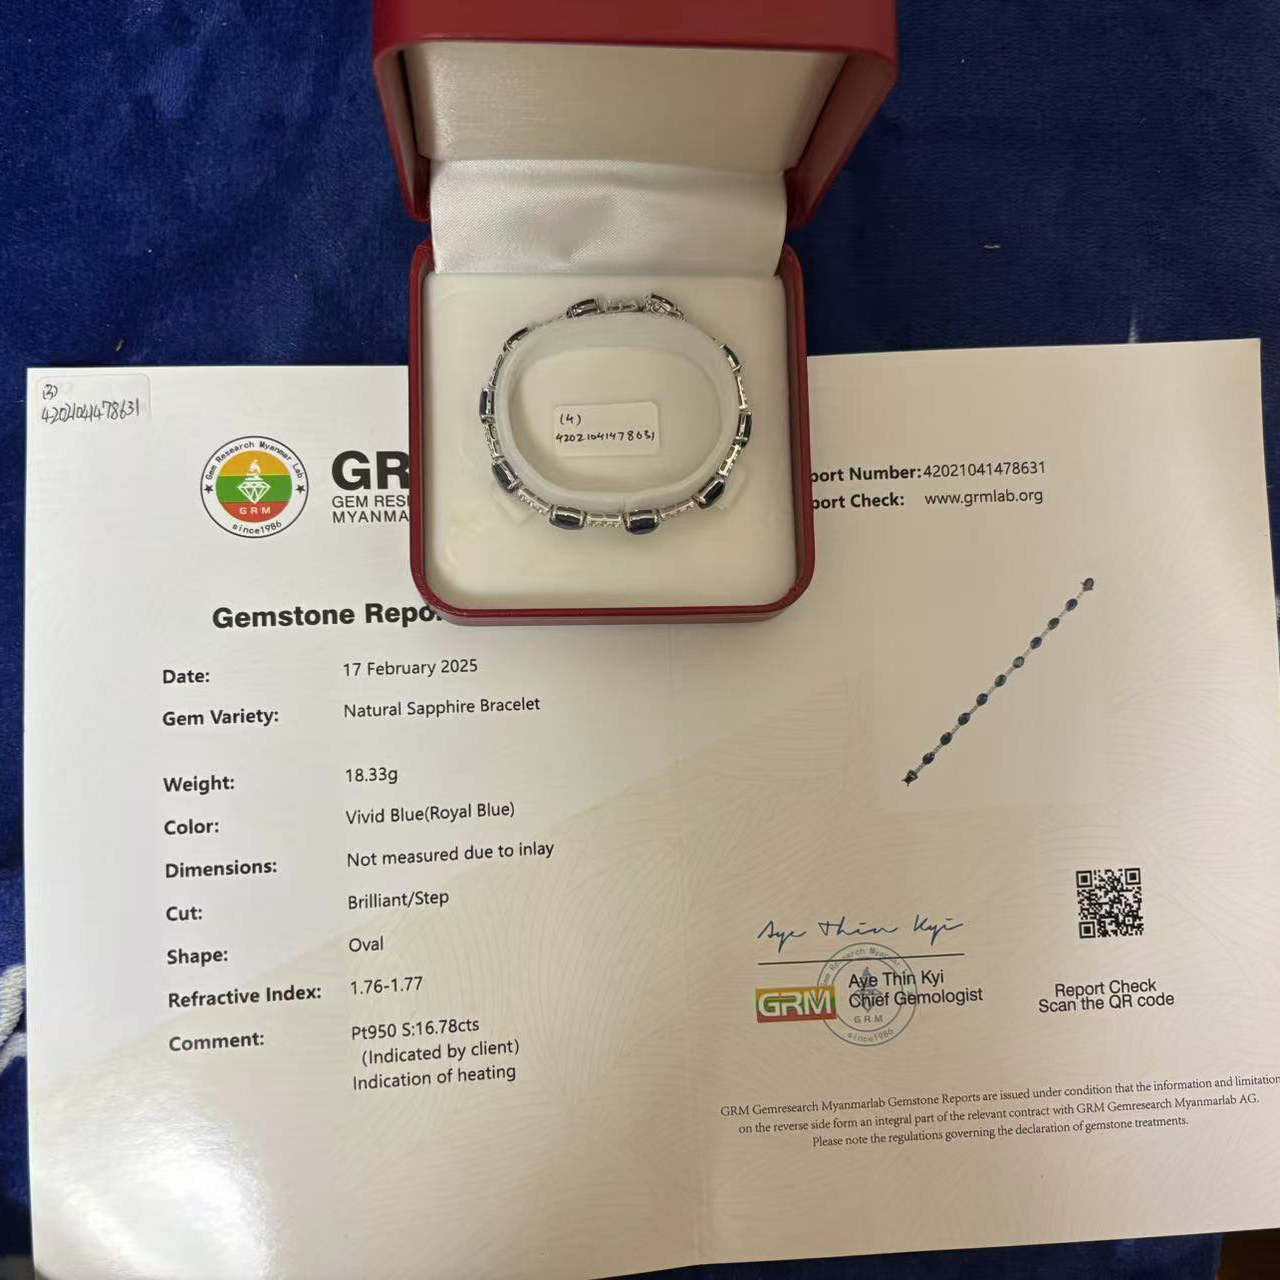 (3)
42021041478631
Gem Research Myanmar Lab
GRM
since1986
GR
GEM RES
MYANMA
(4)
42021041478631
port Number:42021041478631
port Check: www.grmlab.org
Gemstone Repo
Date: 17 February 2025
Gem Variety: Natural Sapphire Bracelet
Weight: 18.33g
Color: Vivid Blue(Royal Blue)
Dimensions: Not measured due to inlay
Cut: Brilliant/Step
Shape: Oval
Refractive Index: 1.76-1.77
Comment: Pt950 S:16.78cts
(Indicated by client)
Indication of heating
Aye Thin Kyi
GRM
Aye Thin Kyi
Chief Gemologist
GRM
since1986
Report Check
Scan the QR code
GRM Gemresearch Myanmarlab Gemstone Reports are issued under condition that the information and limitation
on the reverse side form an integral part of the relevant contract with GRM Gemresearch Myanmarlab AG.
Please note the regulations governing the declaration of gemstone treatments.